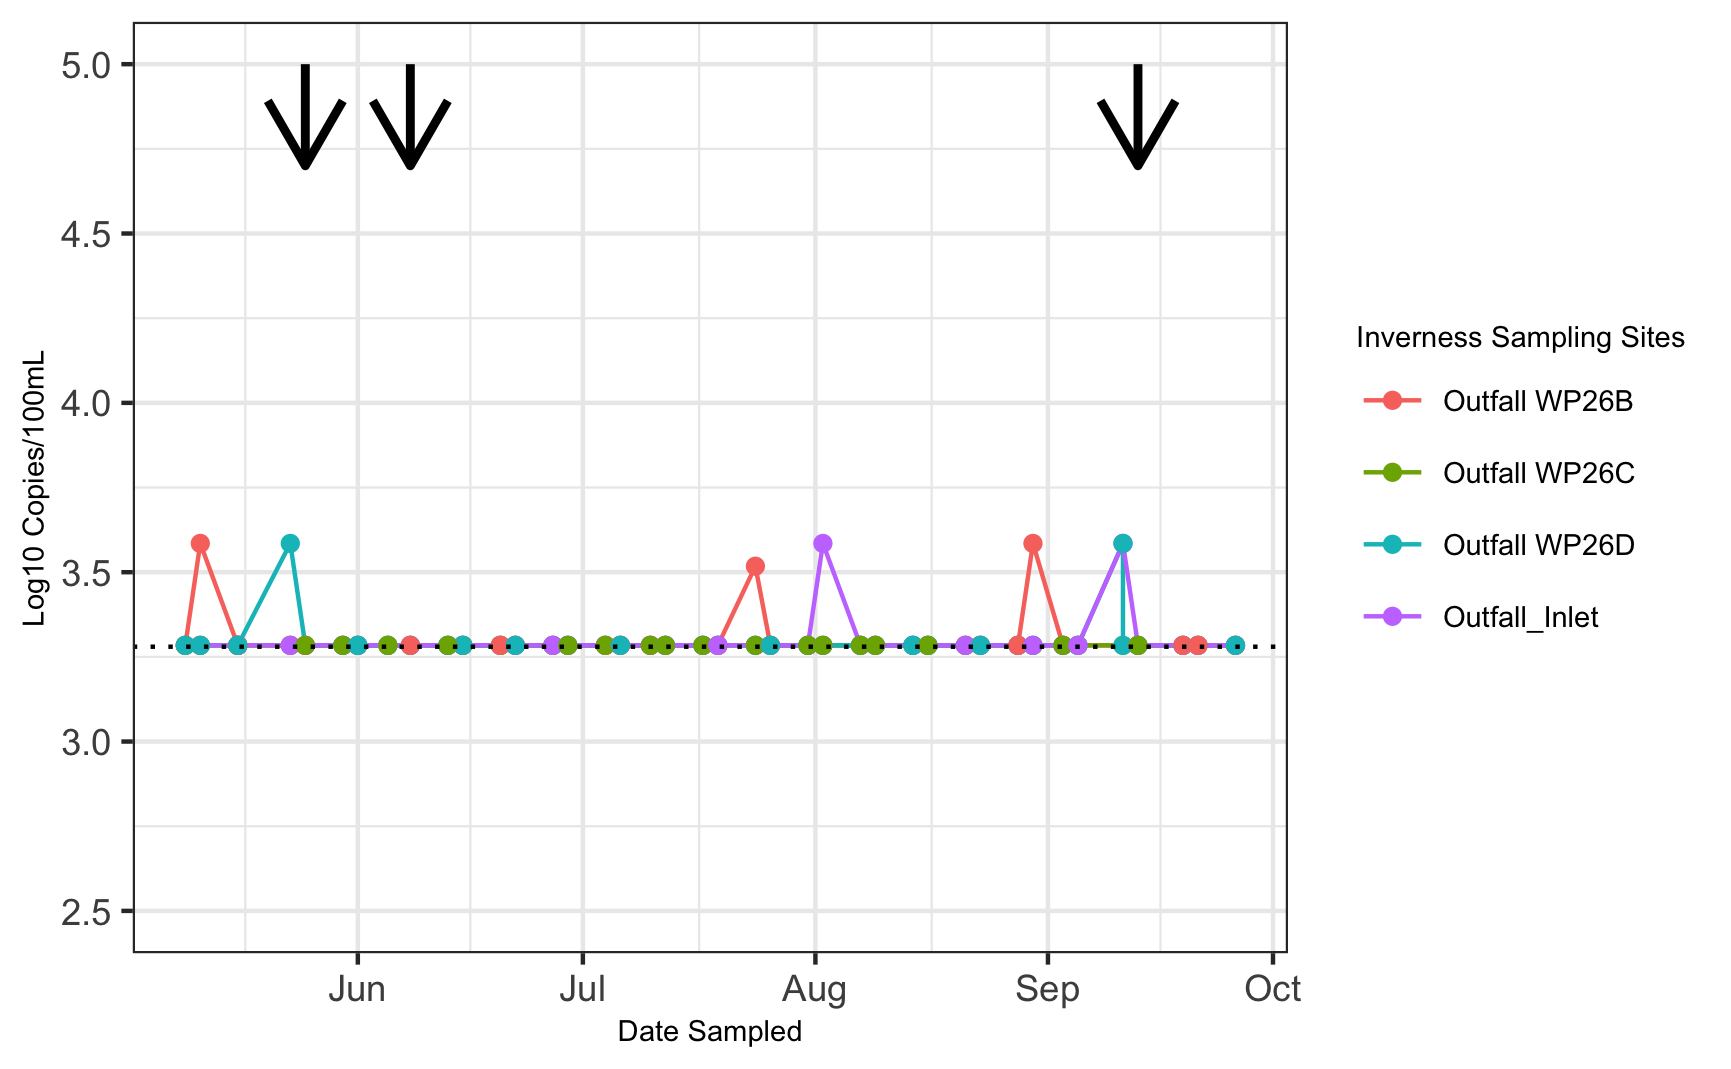 5.0
4.5
4.0
3.5
3.0
2.5
Log10 Copies/100mL
Jun Jul Aug Sep Oct
Date Sampled
Inverness Sampling Sites
Outfall WP26B
Outfall WP26C
Outfall WP26D
Outfall_Inlet